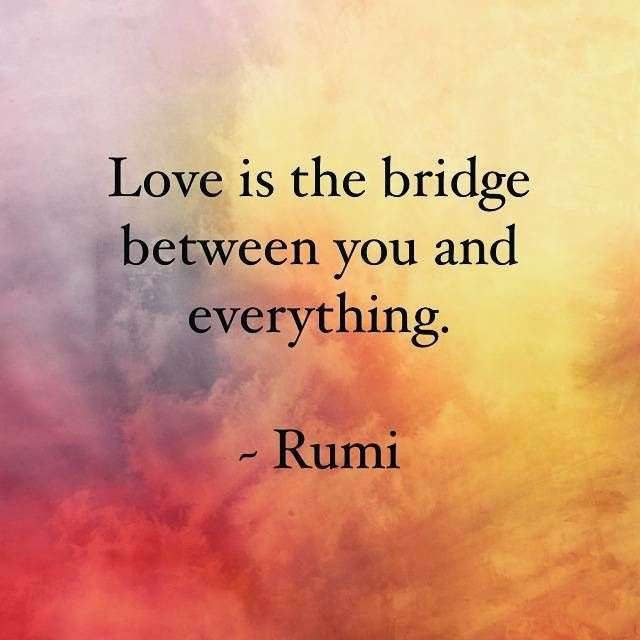 Love is the bridge
between you and
everything.
~ Rumi